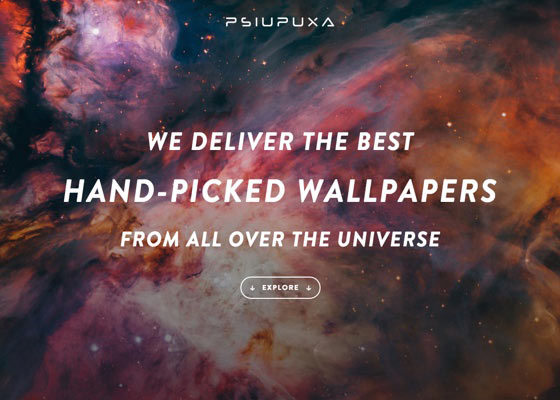 PSIUPUXA
WE DELIVER THE BEST
HAND-PICKED WALLPAPERS
FROM ALL OVER THE UNIVERSE
↓ EXPLORE ↓